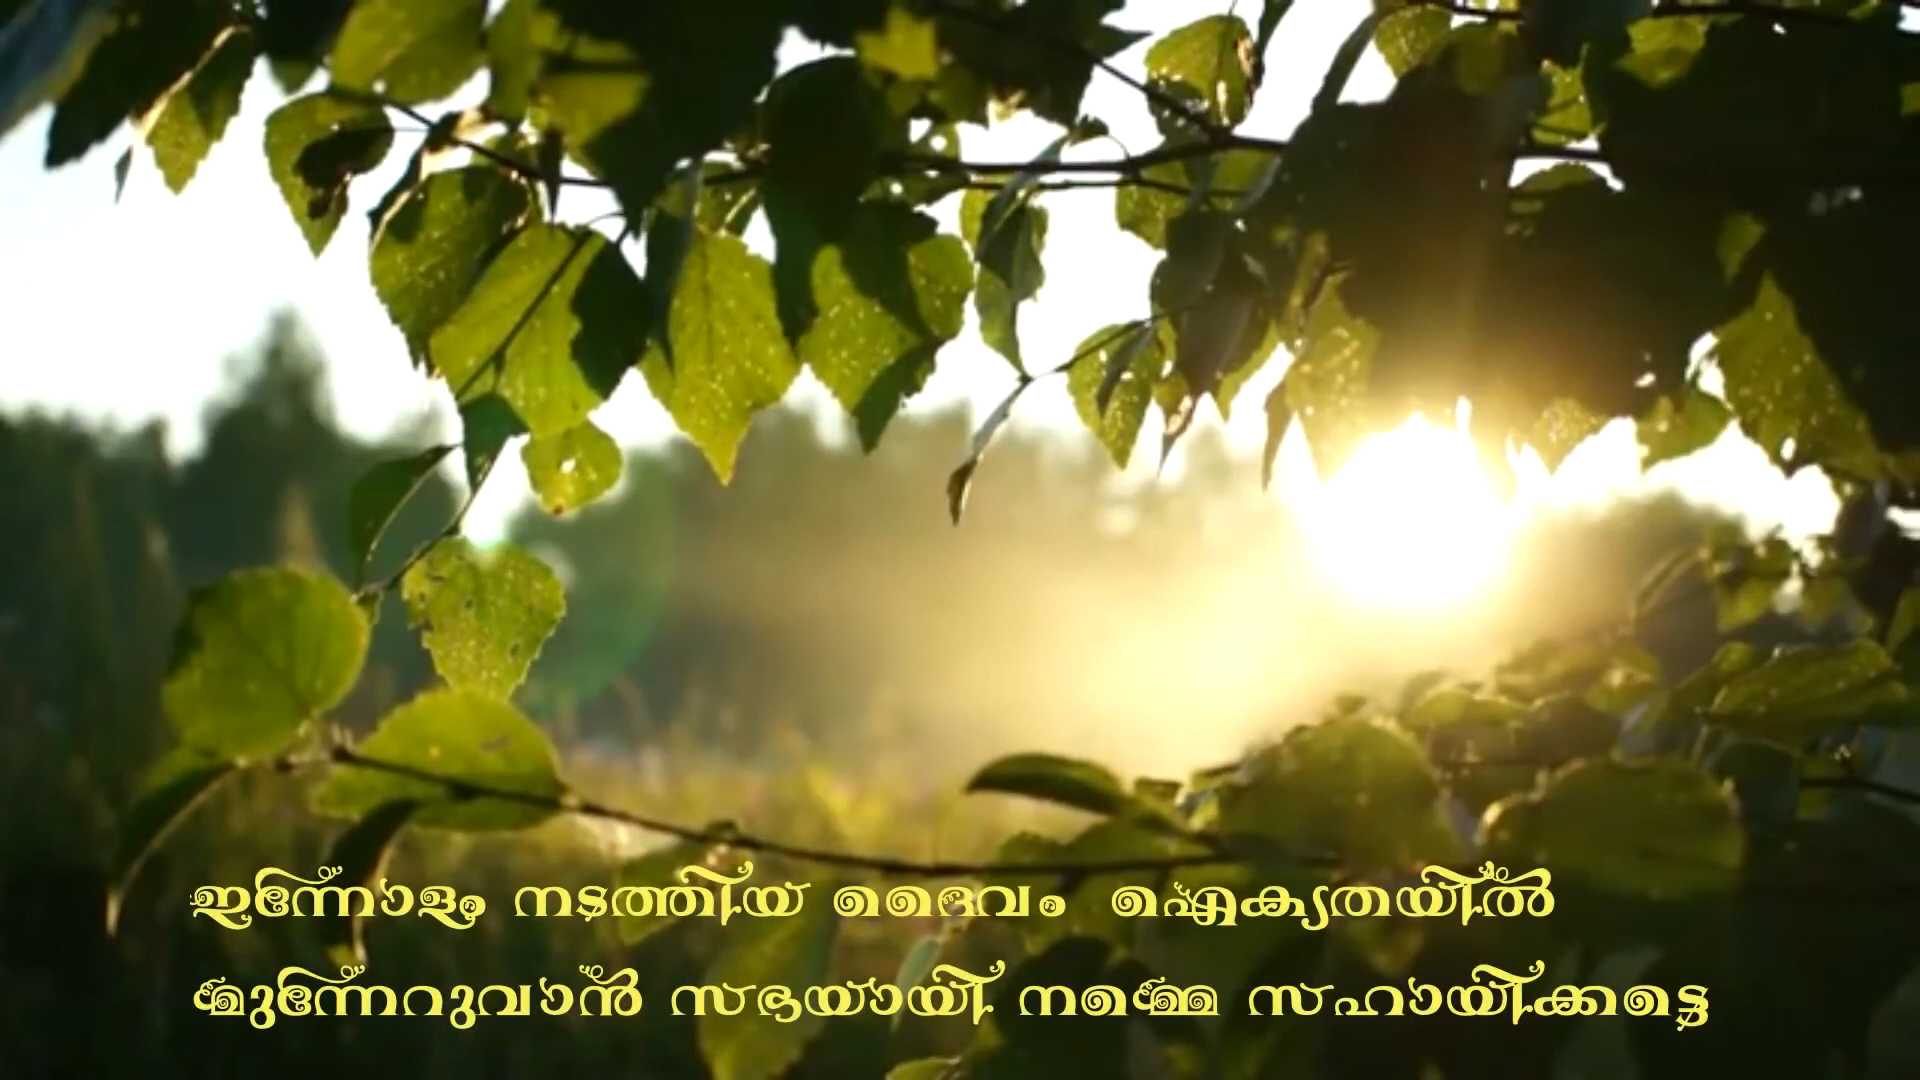 ഇന്നോളം നടത്തിയ ദൈവം ഐക്യതയിൽ
മുന്നേറുവാൻ സഭയായി നമ്മെ സഹായിക്കട്ടെ